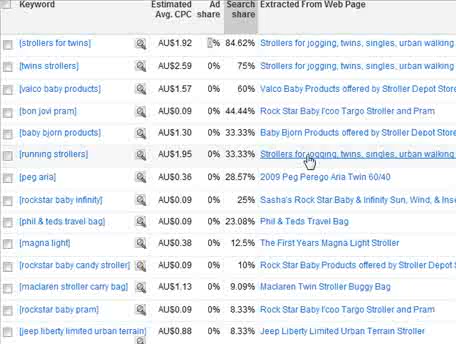 Keyword Estimated Avg. CPC Ad share Search share Extracted From Web Page
[strollers for twins] AU$1.92 0% 84.62% Strollers for jogging, twins, singles, urban walking
[twins strollers] AU$2.59 0% 75% Strollers for jogging, twins, singles, urban walking
[valco baby products] AU$1.57 0% 60% Valco Baby Products offered by Stroller Depot Store
[bon jovi pram] AU$0.09 0% 44.44% Rock Star Baby l'coo Targo Stroller and Pram
[baby bjorn products] AU$1.30 0% 33.33% Baby Bjorn Products offered by Stroller Depot Store
[running strollers] AU$1.95 0% 33.33% Strollers for jogging, twins, singles, urban walking
[peg aria] AU$0.36 0% 28.57% 2009 Peg Perego Aria Twin 60/40
[rockstar baby infinity] AU$0.09 0% 25% Sasha's Rock Star Baby & Infinity Sun, Wind, & Inse
[phil & teds travel bag] AU$0.09 0% 23.08% Phil & Teds Travel Bag
[magna light] AU$0.38 0% 12.5% The First Years Magna Light Stroller
[rockstar baby candy stroller] AU$0.09 0% 10% Rock Star Baby Products offered by Stroller Depot S
[maclaren stroller carry bag] AU$1.13 0% 9.09% Maclaren Twin Stroller Buggy Bag
[rockstar baby pram] AU$0.09 0% 8.33% Rock Star Baby l'coo Targo Stroller and Pram
[jeep liberty limited urban terrain] AU$0.88 0% 8.33% Jeep Liberty Limited Urban Terrain Stroller